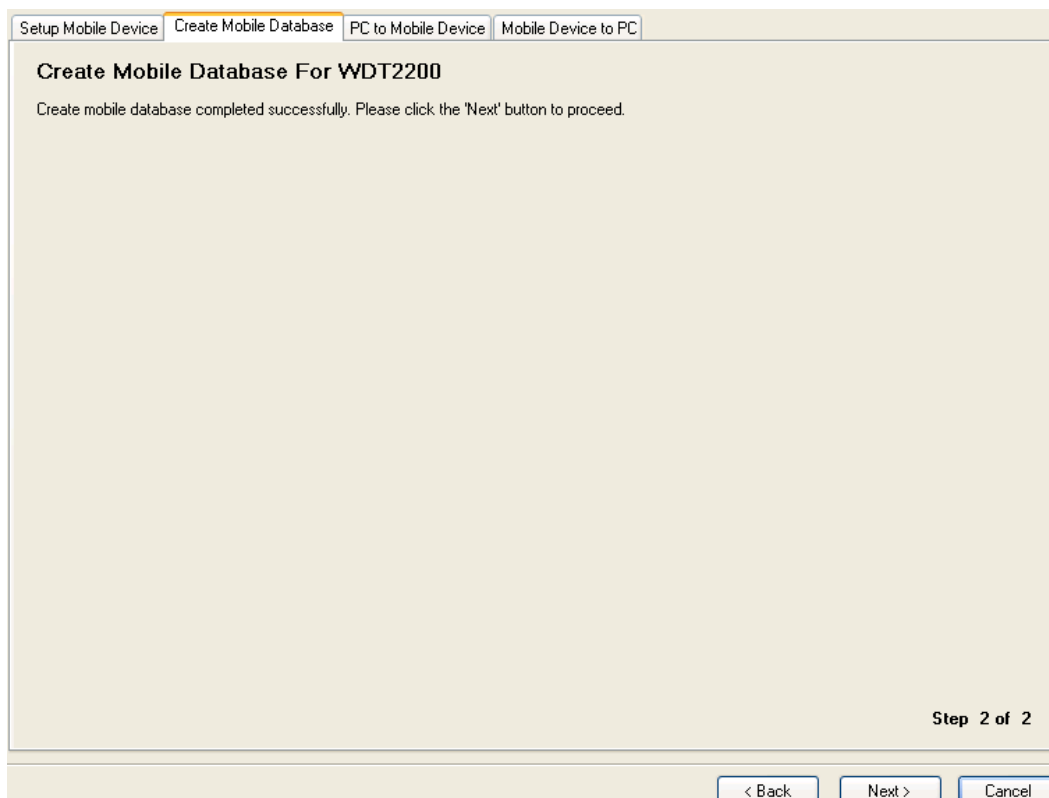 Setup Mobile Device Create Mobile Database PC to Mobile Device Mobile Device to PC
Create Mobile Database For WDT2200
Create mobile database completed successfully. Please click the 'Next' button to proceed.
Step 2 of 2
< Back Next > Cancel